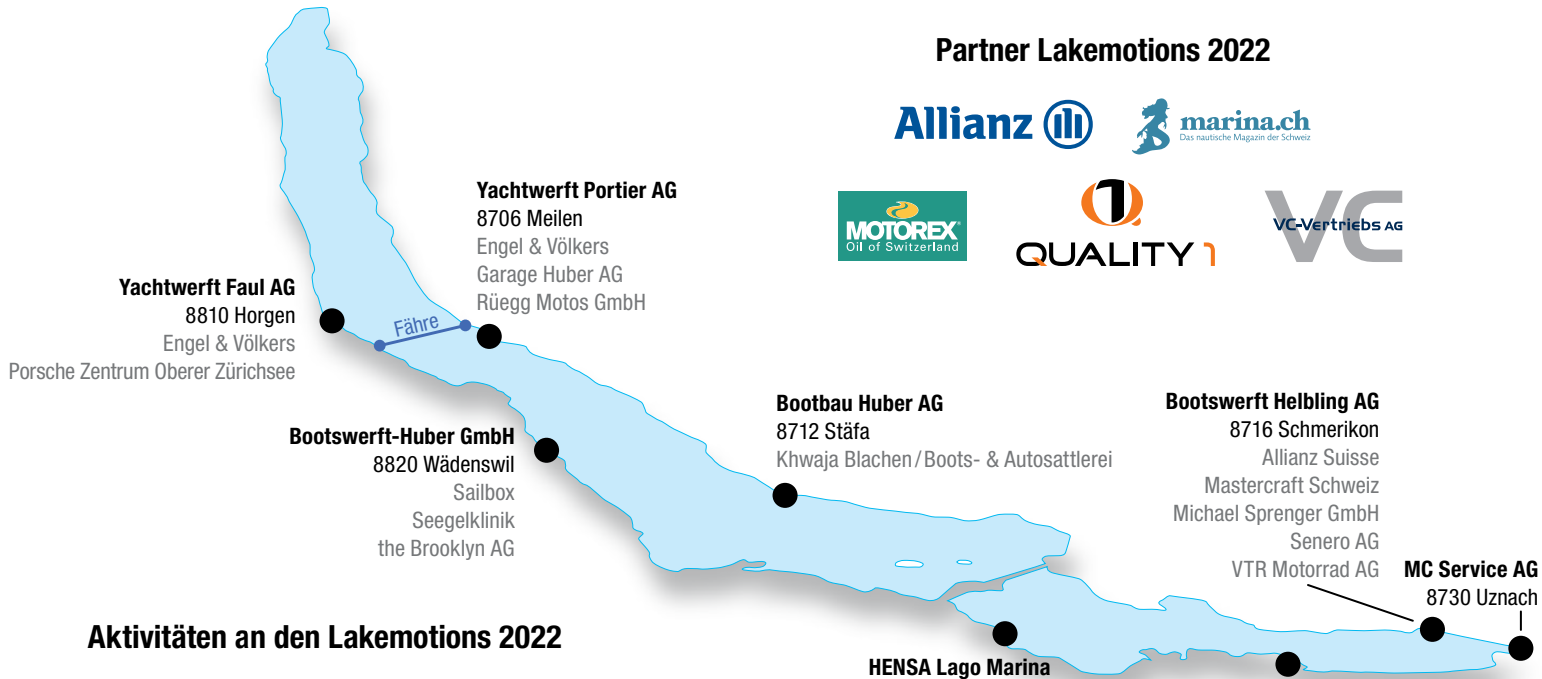 Partner Lakemotions 2022
Allianz
marina.ch
Das nautische Magazin der Schweiz
MOTOREX
Oil of Switzerland
QUALITY 1
VC
VC-Vertriebs AG
Yachtwerft Portier AG
8706 Meilen
Engel & Völkers
Garage Huber AG
Rüegg Motos GmbH
Yachtwerft Faul AG
8810 Horgen
Engel & Völkers
Porsche Zentrum Oberer Zürichsee
Fähre
Bootswerft-Huber GmbH
8820 Wädenswil
Sailbox
Seegelklinik
the Brooklyn AG
Bootbau Huber AG
8712 Stäfa
Khwaja Blachen / Boots- & Autosattlerei
Bootswerft Helbling AG
8716 Schmerikon
Allianz Suisse
Mastercraft Schweiz
Michael Sprenger GmbH
Senero AG
VTR Motorrad AG
MC Service AG
8730 Uznach
Aktivitäten an den Lakemotions 2022
HENSA Lago Marina